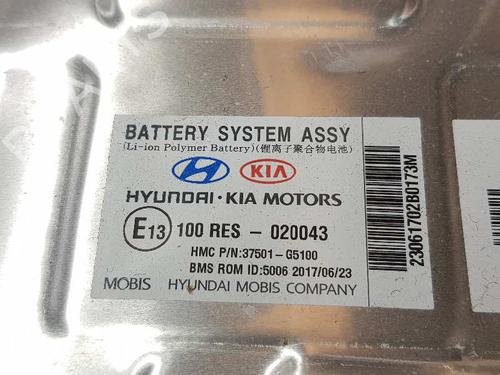 BATTERY SYSTEM ASSY
(Li-ion Polymer Battery)(锂离子聚合物电池)
KIA
HYUNDAI · KIA MOTORS
E13 100 RES - 020043
HMC P/N:37501-G5100
BMS ROM ID:5006 2017/06/23
MOBIS HYUNDAI MOBIS COMPANY
23061702B0173M